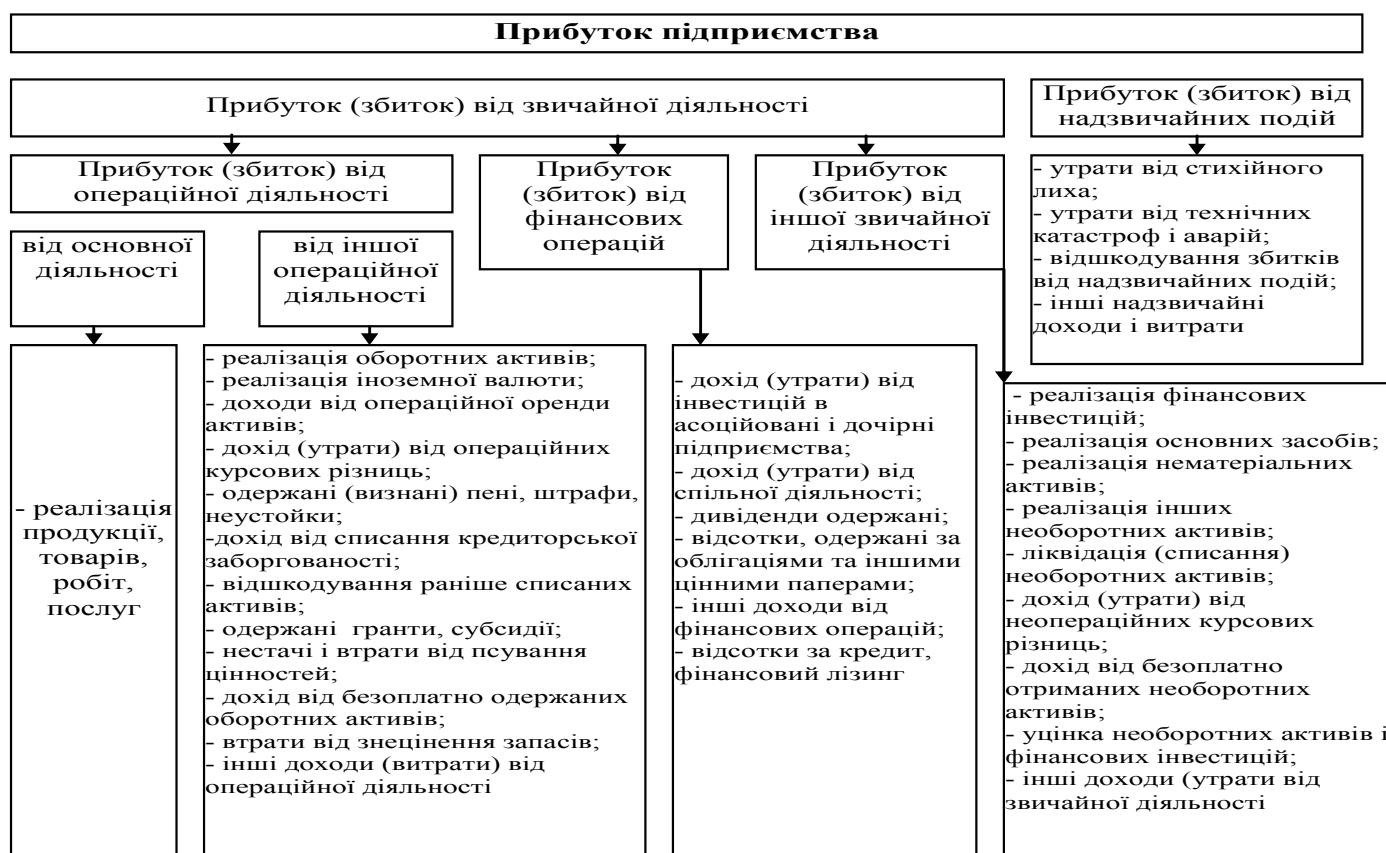 Прибуток підприємства
Прибуток (збиток) від звичайної діяльності
Прибуток (збиток) від
надзвичайних подій
Прибуток (збиток) від
операційної діяльності
Прибуток
(збиток) від
фінансових
операцій
Прибуток
(збиток) від
іншої звичайної
діяльності
- утрати від стихійного
лиха;
- утрати від технічних
катастроф і аварій;
- відшкодування збитків
від надзвичайних подій;
- інші надзвичайні
доходи і витрати
від основної
діяльності
від іншої
операційної
діяльності
- реалізація
продукції,
товарів,
робіт,
послуг
- реалізація оборотних активів;
- реалізація іноземної валюти;
- доходи від операційної оренди
активів;
- дохід (утрати) від операційних
курсових різниць;
- одержані (визнані) пені, штрафи,
неустойки;
-дохід від списання кредиторської
заборгованості;
- відшкодування раніше списаних
активів;
- одержані гранти, субсидії;
- нестачі і втрати від псування
цінностей;
- дохід від безоплатно одержаних
оборотних активів;
- втрати від знецінення запасів;
- інші доходи (витрати) від
операційної діяльності
- дохід (утрати) від
інвестицій в
асоційовані і дочірні
підприємства;
- дохід (утрати) від
спільної діяльності;
- дивіденди одержані;
- відсотки, одержані за
облігаціями та іншими
цінними паперами;
- інші доходи від
фінансових операцій;
- відсотки за кредит,
фінансовий лізинг
- реалізація фінансових
інвестицій;
- реалізація основних засобів;
- реалізація нематеріальних
активів;
- реалізація інших
необоротних активів;
- ліквідація (списання)
необоротних активів;
- дохід (утрати) від
неопераційних курсових
різниць;
- дохід від безоплатно
отриманих необоротних
активів;
- уцінка необоротних активів і
фінансових інвестицій;
- інші доходи (утрати від
звичайної діяльності